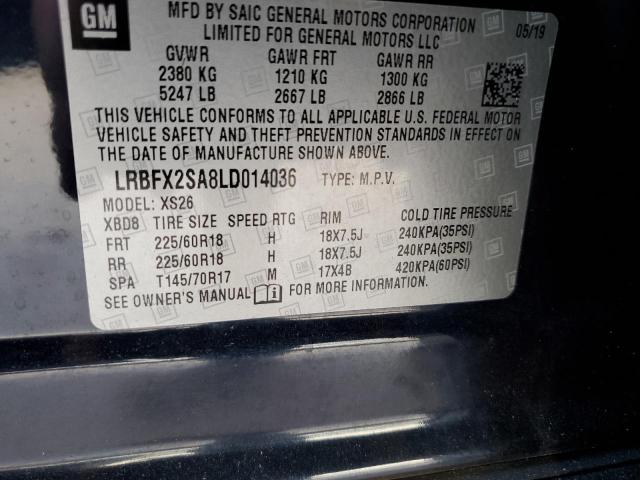 GM
MFD BY SAIC GENERAL MOTORS CORPORATION 05/19
LIMITED FOR GENERAL MOTORS LLC
GVWR GAWR FRT GAWR RR
2380 KG 1210 KG 1300 KG
5247 LB 2667 LB 2866 LB
THIS VEHICLE CONFORMS TO ALL APPLICABLE U.S. FEDERAL MOTOR
VEHICLE SAFETY AND THEFT PREVENTION STANDARDS IN EFFECT ON
THE DATE OF MANUFACTURE SHOWN ABOVE.
LRBFX2SA8LD014036 TYPE: M.P.V.
MODEL: XS26
XBD8 TIRE SIZE SPEED RTG RIM COLD TIRE PRESSURE
FRT 225/60R18 H 18X7.5J 240KPA(35PSI)
RR 225/60R18 H 18X7.5J 240KPA(35PSI)
SPA T145/70R17 M 17X4B 420KPA(60PSI)
SEE OWNER'S MANUAL FOR MORE INFORMATION.